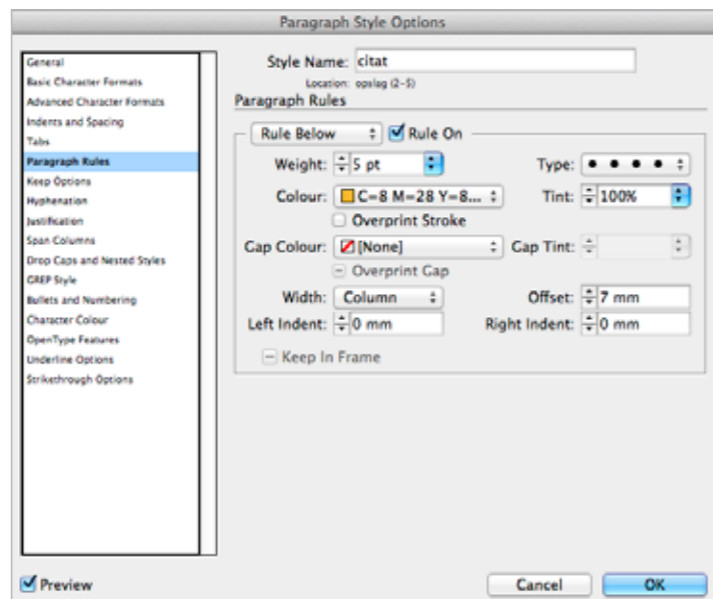 Paragraph Style Options
General
Basic Character Formats
Advanced Character Formats
Indents and Spacing
Tabs
Paragraph Rules
Keep Options
Hyphenation
Justification
Span Columns
Drop Caps and Nested Styles
GREP Style
Bullets and Numbering
Character Colour
OpenType Features
Underline Options
Strikethrough Options
Style Name: citat
Location: opslag (2-5)
Paragraph Rules
Rule Below Rule On
Weight: 5 pt Type:
Colour: C=8 M=28 Y=8... Tint: 100%
Overprint Stroke
Gap Colour: [None] Gap Tint:
Overprint Gap
Width: Column Offset: 7 mm
Left Indent: 0 mm Right Indent: 0 mm
Keep In Frame
Preview Cancel OK